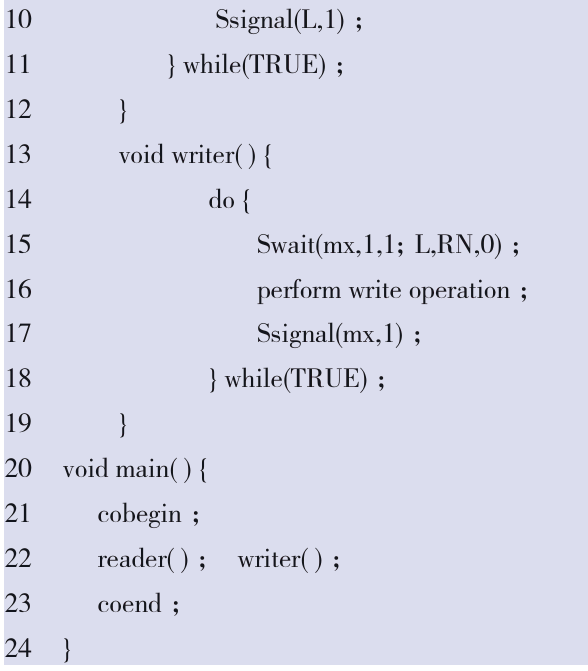 10 Ssignal(L,1) ;
11 } while(TRUE) ;
12 }
13 void writer( ) {
14 do {
15 Swait(mx,1,1; L,RN,0) ;
16 perform write operation ;
17 Ssignal(mx,1) ;
18 } while(TRUE) ;
19 }
20 void main( ) {
21 cobegin ;
22 reader( ) ; writer( ) ;
23 coend ;
24 }